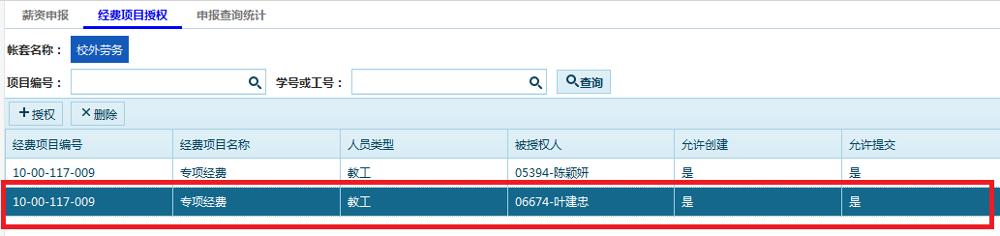 薪资申报 经费项目授权 申报查询统计
帐套名称： 校外劳务
项目编号： 学号或工号： 查询
授权 删除
经费项目编号 经费项目名称 人员类型 被授权人 允许创建 允许提交
10-00-117-009 专项经费 教工 05394-陈颖妍 是 是
10-00-117-009 专项经费 教工 06674-叶建忠 是 是